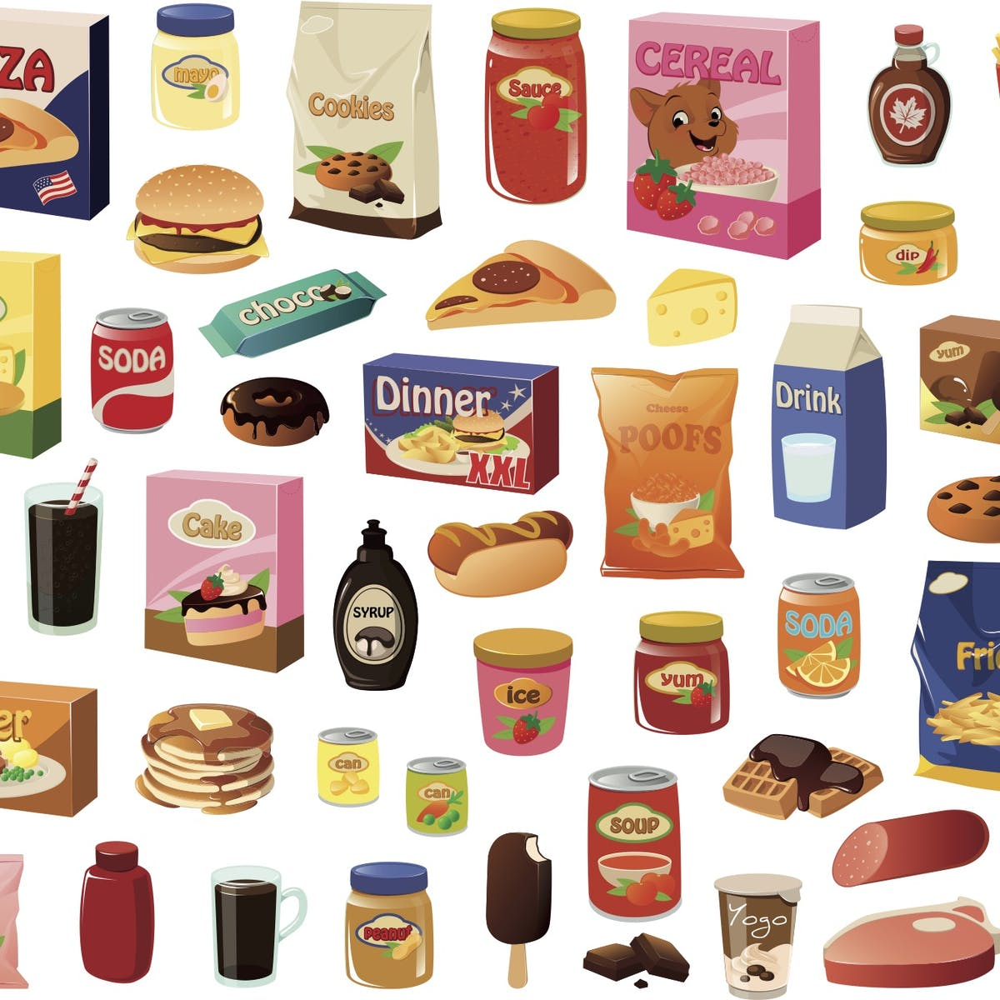 ZA
mayo
Cookies
Sauce
CEREAL
dip
choco
SODA
Dinner
XXL
Cheese
POOFS
Drink
yum
Cake
SYRUP
SODA
ice
yum
Fri
er
can
can
SOUP
Peanut
Yogo